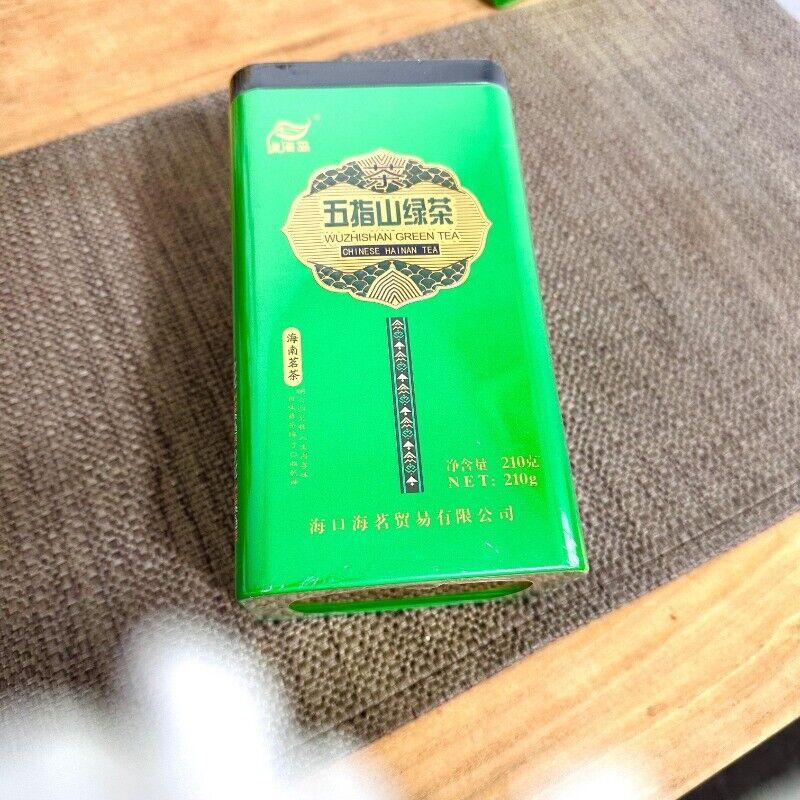 茶
五指山绿茶
WUZHISHAN GREEN TEA
CHINESE HAINAN TEA
海南茗茶
净含量 210克
NET: 210g
海口海茗贸易有限公司